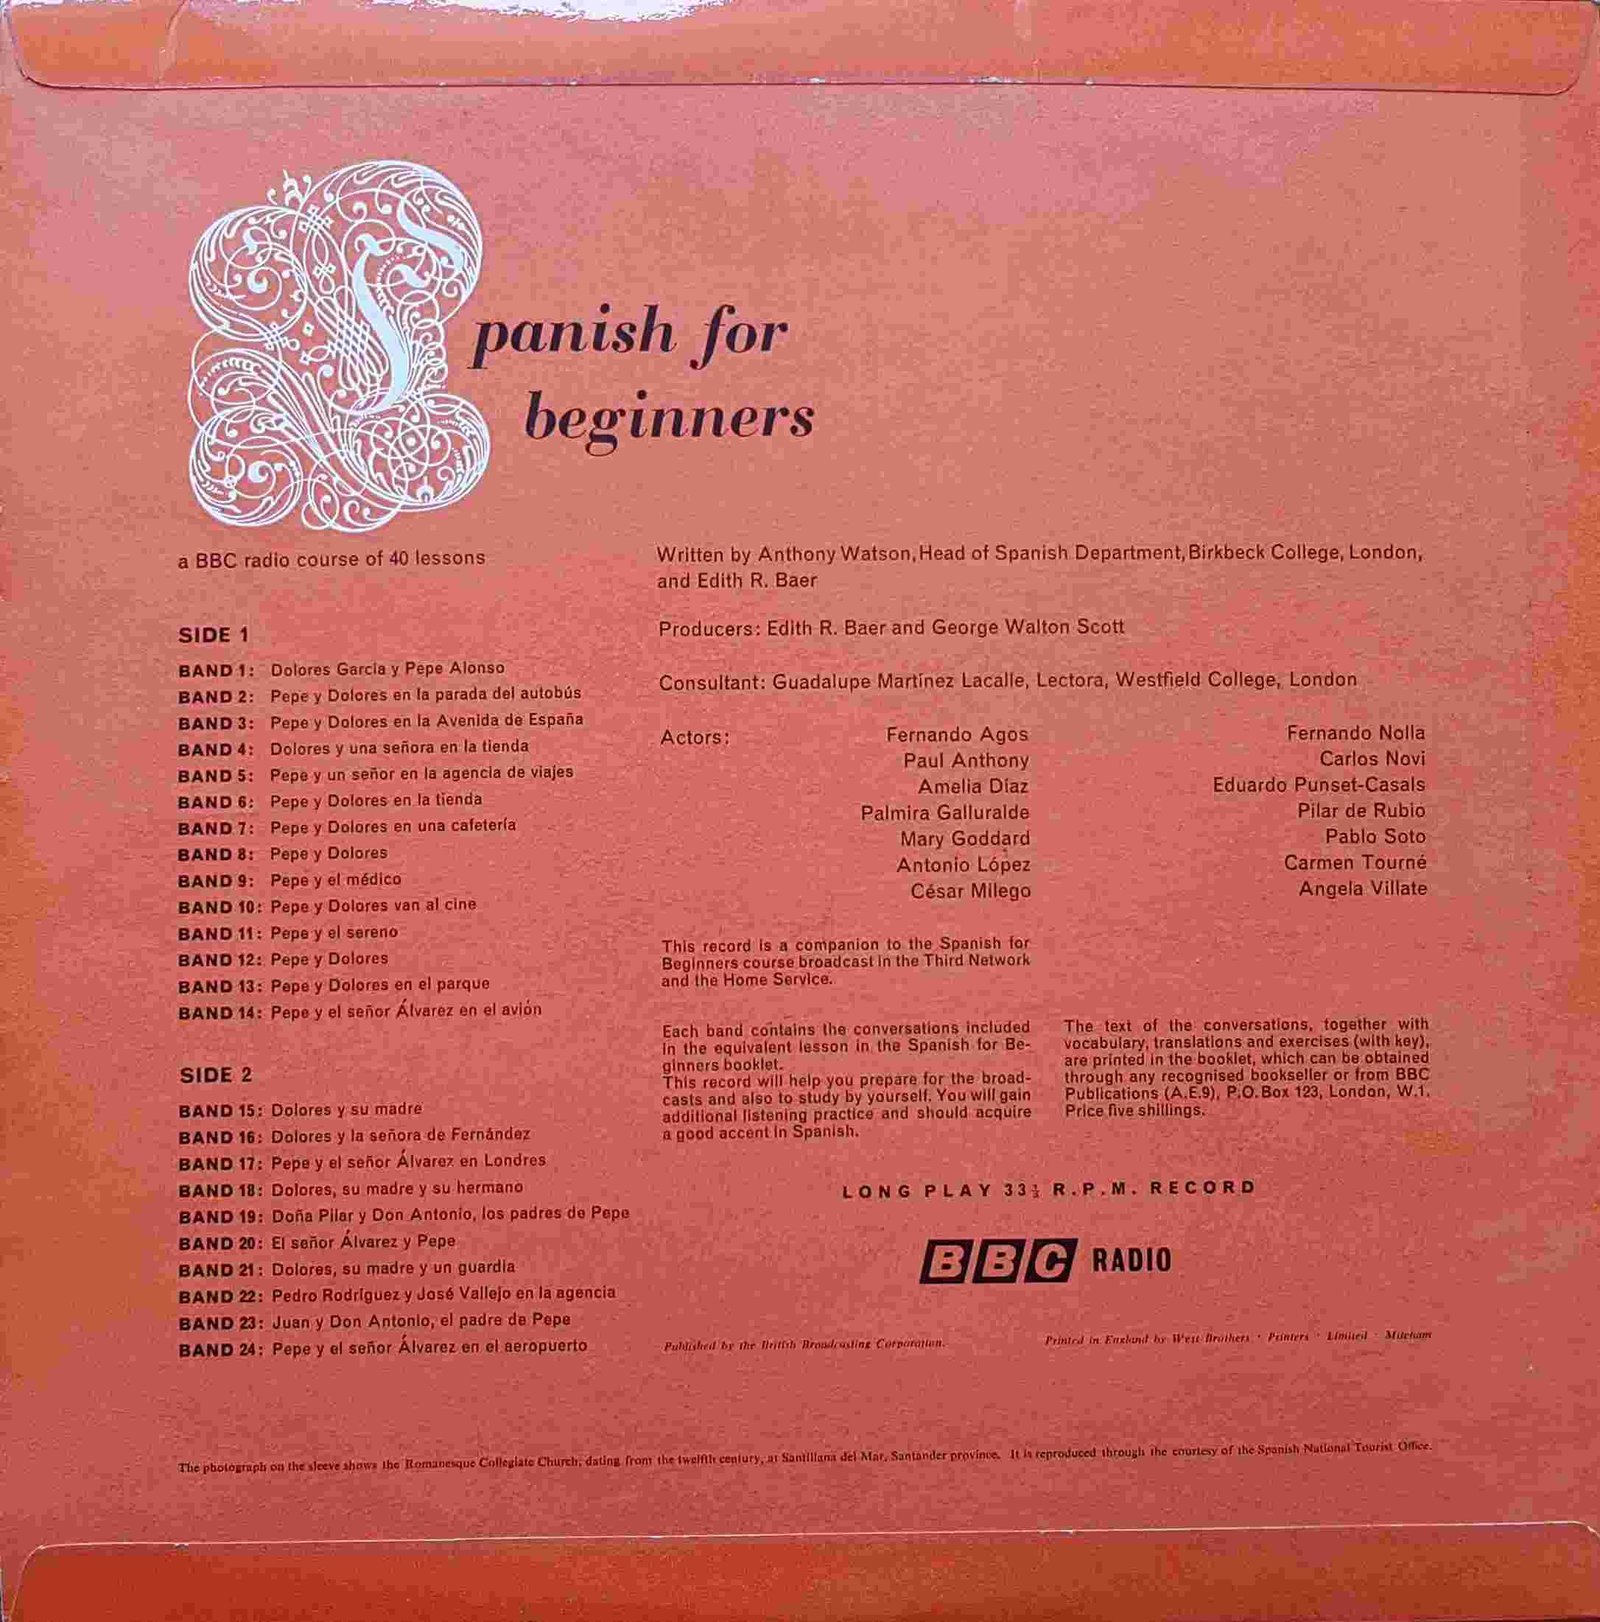 Spanish for
beginners
a BBC radio course of 40 lessons
SIDE 1
BAND 1: Dolores García y Pepe Alonso
BAND 2: Pepe y Dolores en la parada del autobús
BAND 3: Pepe y Dolores en la Avenida de España
BAND 4: Dolores y una señora en la tienda
BAND 5: Pepe y un señor en la agencia de viajes
BAND 6: Pepe y Dolores en la tienda
BAND 7: Pepe y Dolores en una cafetería
BAND 8: Pepe y Dolores
BAND 9: Pepe y el médico
BAND 10: Pepe y Dolores van al cine
BAND 11: Pepe y el sereno
BAND 12: Pepe y Dolores
BAND 13: Pepe y Dolores en el parque
BAND 14: Pepe y el señor Álvarez en el avión
SIDE 2
BAND 15: Dolores y su madre
BAND 16: Dolores y la señora de Fernández
BAND 17: Pepe y el señor Álvarez en Londres
BAND 18: Dolores, su madre y su hermano
BAND 19: Doña Pilar y Don Antonio, los padres de Pepe
BAND 20: El señor Álvarez y Pepe
BAND 21: Dolores, su madre y un guardia
BAND 22: Pedro Rodríguez y José Vallejo en la agencia
BAND 23: Juan y Don Antonio, el padre de Pepe
BAND 24: Pepe y el señor Álvarez en el aeropuerto
Written by Anthony Watson, Head of Spanish Department, Birkbeck College, London,
and Edith R. Baer
Producers: Edith R. Baer and George Walton Scott
Consultant: Guadalupe Martínez Lacalle, Lectora, Westfield College, London
Actors:
Fernando Agos
Paul Anthony
Amelia Díaz
Palmira Galluralde
Mary Goddard
Antonio López
César Milego
Fernando Nolla
Carlos Novi
Eduardo Punset-Casals
Pilar de Rubio
Pablo Soto
Carmen Tourné
Angela Villate
This record is a companion to the Spanish for
Beginners course broadcast in the Third Network
and the Home Service.
Each band contains the conversations included
in the equivalent lesson in the Spanish for Be-
ginners booklet.
This record will help you prepare for the broad-
casts and also to study by yourself. You will gain
additional listening practice and should acquire
a good accent in Spanish.
The text of the conversations, together with
vocabulary, translations and exercises (with key),
are printed in the booklet, which can be obtained
through any recognised bookseller or from BBC
Publications (A.E.9), P.O. Box 123, London, W.1.
Price five shillings.
LONG PLAY 33⅓ R.P.M. RECORD
BBC RADIO
Published by the British Broadcasting Corporation.
Printed in England by West Brothers · Printers · Limited · Mitcham
The photograph on the sleeve shows the Romanesque Collegiate Church, dating from the twelfth century, at Santillana del Mar, Santander province. It is reproduced through the courtesy of the Spanish National Tourist Office.